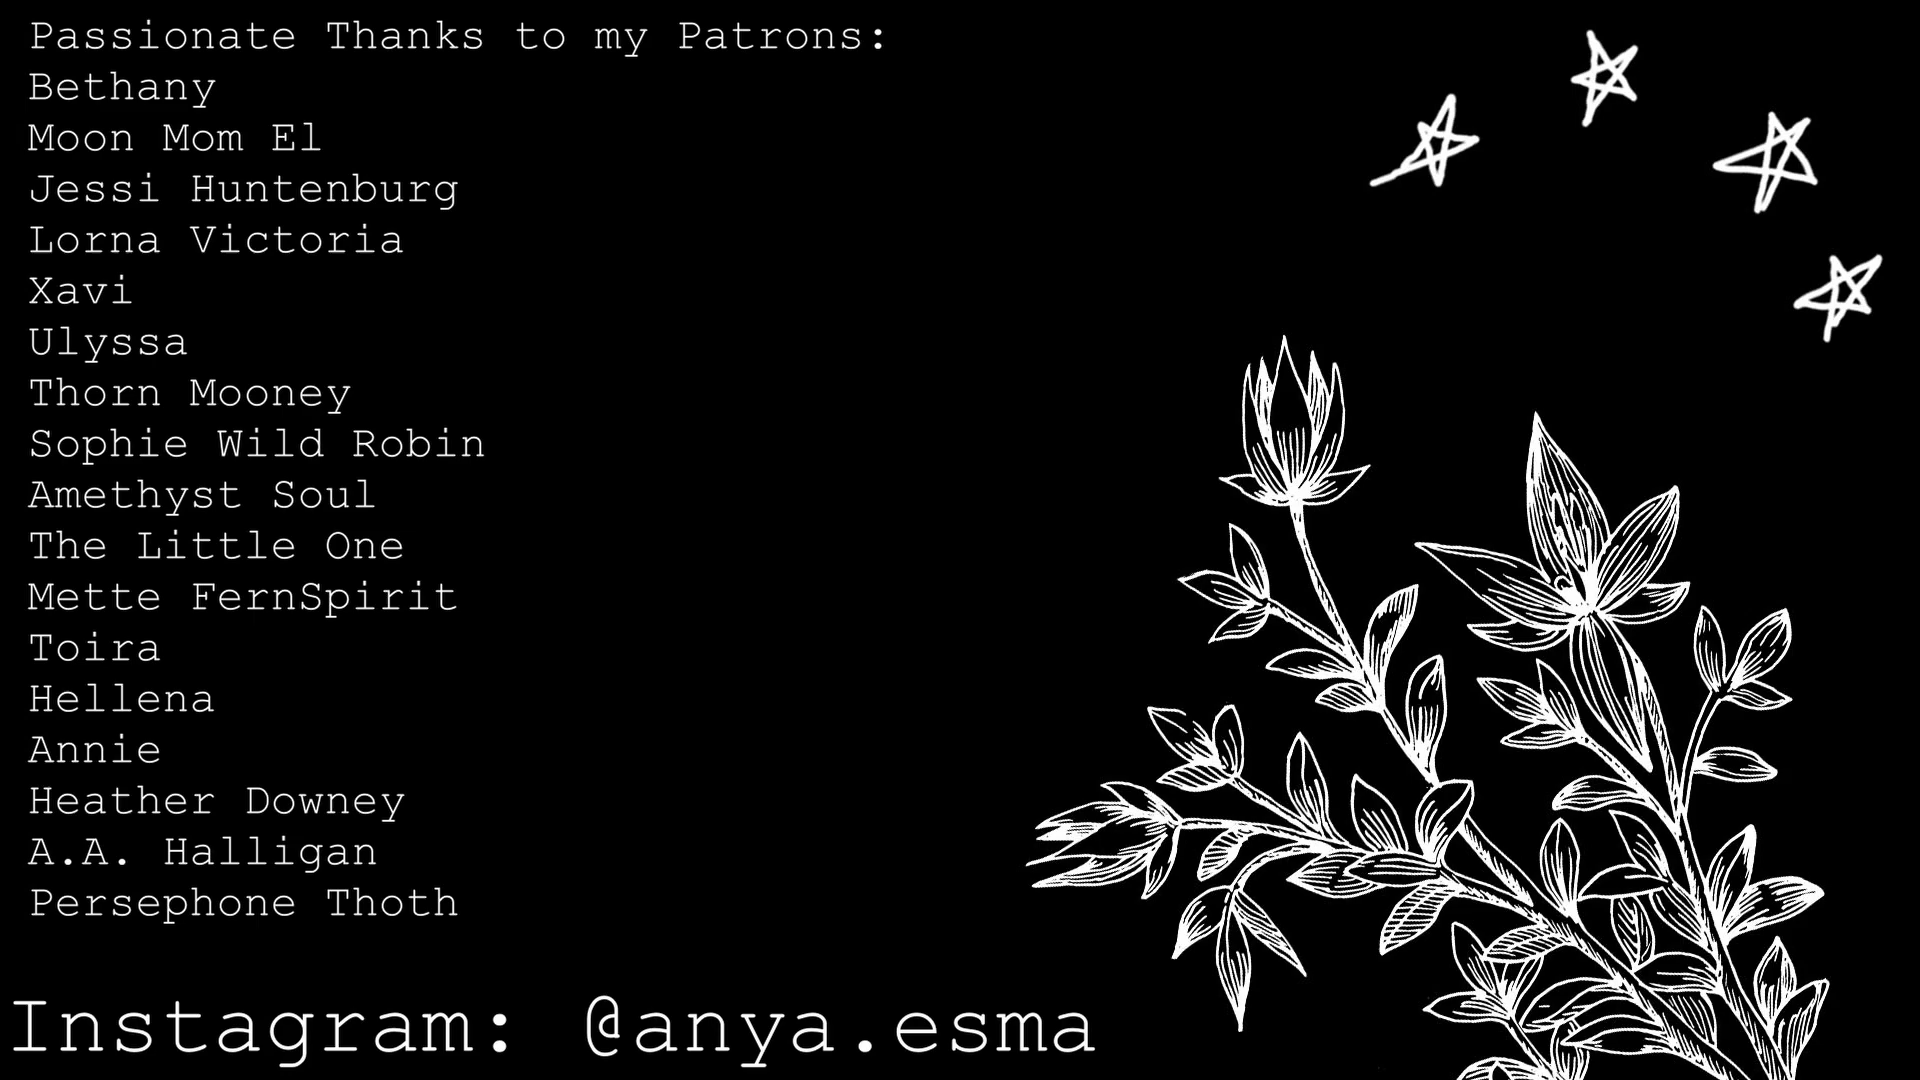 Passionate Thanks to my Patrons:
Bethany
Moon Mom El
Jessi Huntenburg
Lorna Victoria
Xavi
Ulyssa
Thorn Mooney
Sophie Wild Robin
Amethyst Soul
The Little One
Mette FernSpirit
Toira
Hellena
Annie
Heather Downey
A.A. Halligan
Persephone Thoth
Instagram: @anya.esma